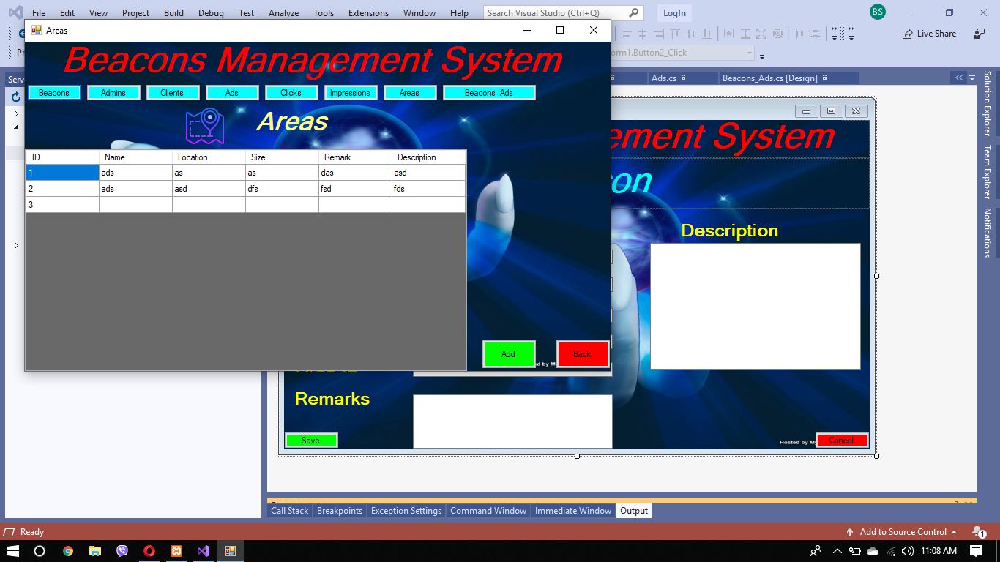 File Edit View Project Build Debug Test Analyze Tools Extensions Window Help Search Visual Studio (Ctrl+Q) LogIn BS
Areas
Live Share
orm1.Button2_Click
Beacons Management System
Serv
Ads.cs Beacons_Ads.cs [Design]
Beacons Admins Clients Ads Clicks Impressions Areas Beacons_Ads
Areas
ement System
ID Name Location Size Remark Description
1 ads as as das asd
2 ads asd dfs fsd fds
3
on
Description
Add Back
Remarks
Save
Hosted by
Cancel
Solution Explorer
Team Explorer
Notifications
Call Stack Breakpoints Exception Settings Command Window Immediate Window Output
Ready Add to Source Control 1
11:08 AM